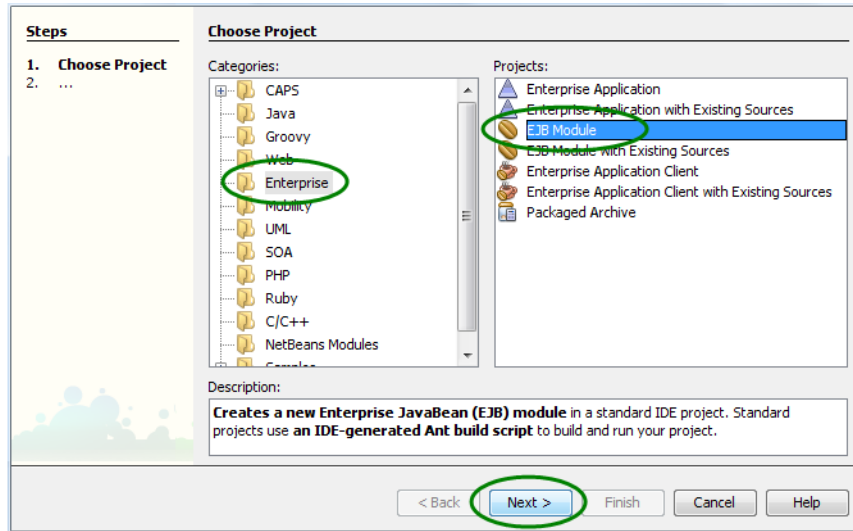 Steps
1. Choose Project
2. ...
Choose Project
Categories:
CAPS
Java
Groovy
Web
Enterprise
Mobility
UML
SOA
PHP
Ruby
C/C++
NetBeans Modules
Samples
Projects:
Enterprise Application
Enterprise Application with Existing Sources
EJB Module
EJB Module with Existing Sources
Enterprise Application Client
Enterprise Application Client with Existing Sources
Packaged Archive
Description:
Creates a new Enterprise JavaBean (EJB) module in a standard IDE project. Standard
projects use an IDE-generated Ant build script to build and run your project.
< Back
Next >
Finish
Cancel
Help